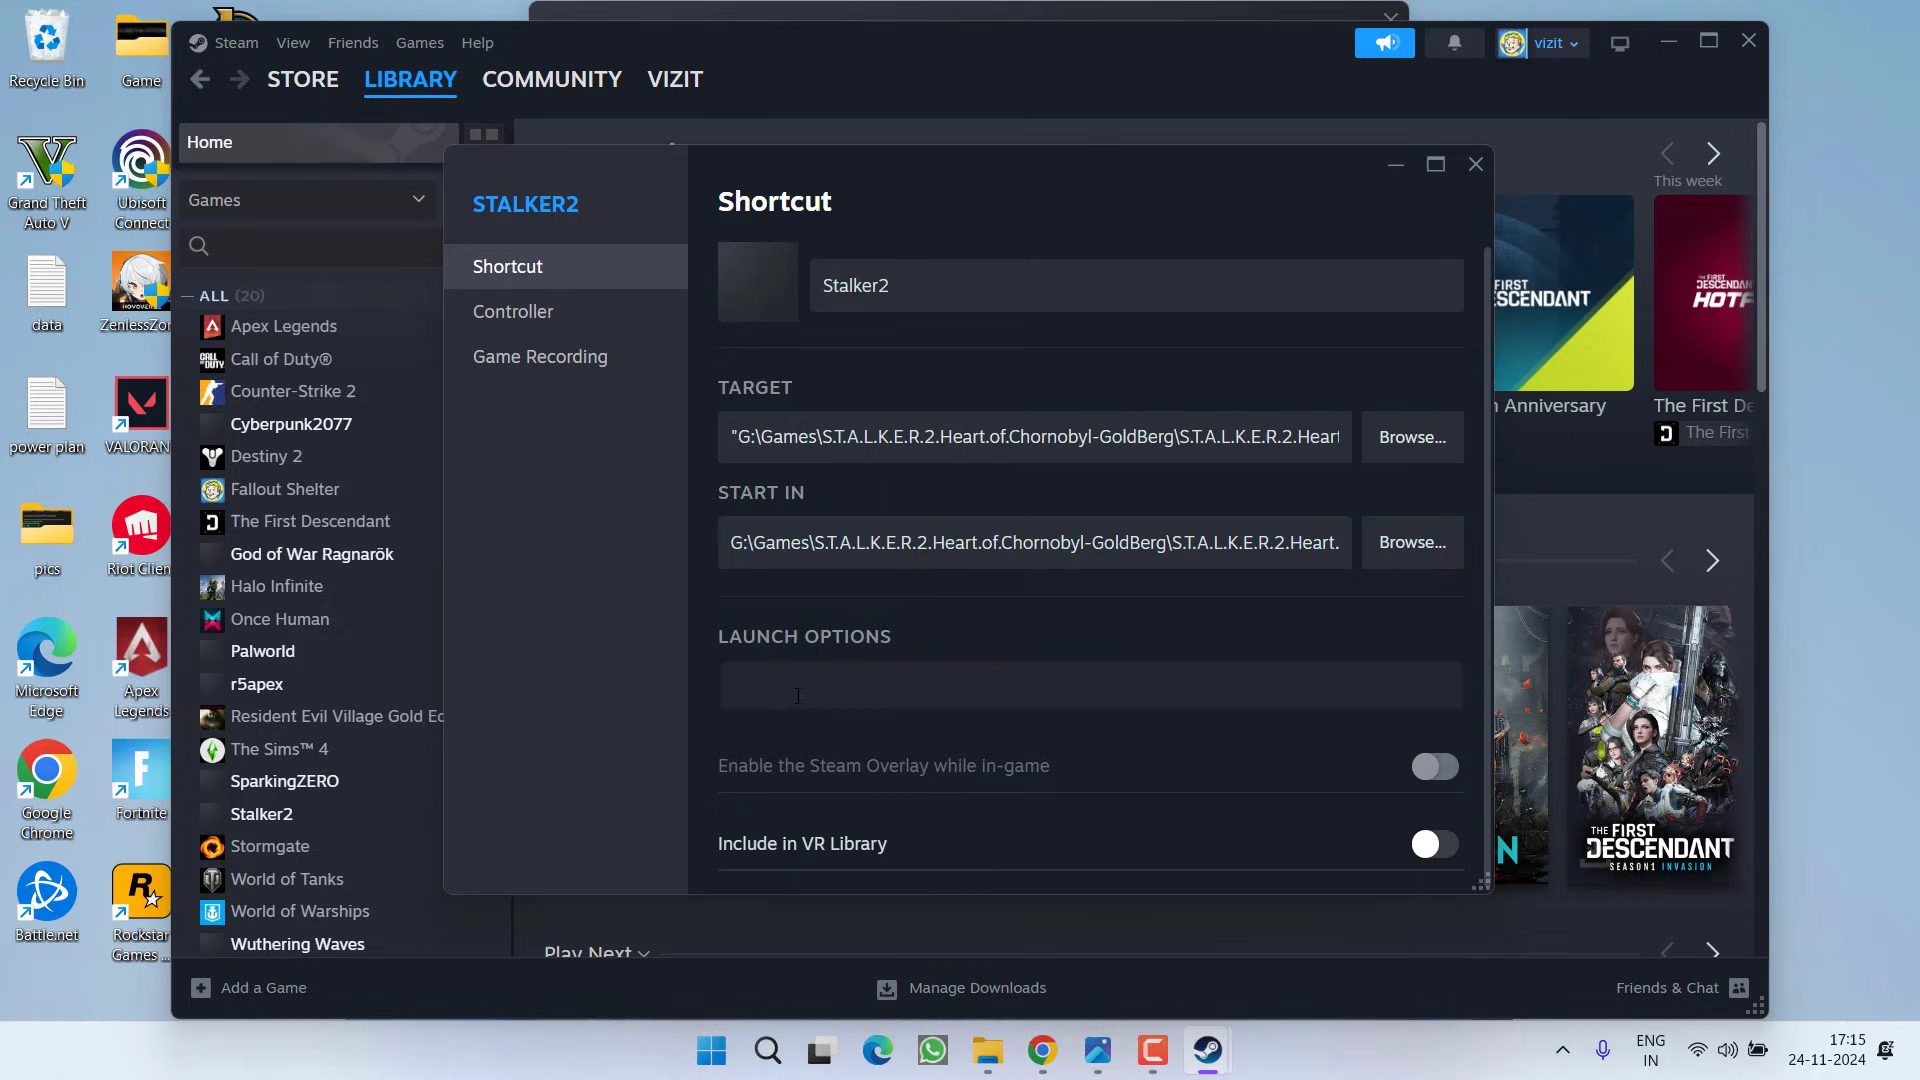 Steam View Friends Games Help
vizit
STORE LIBRARY COMMUNITY VIZIT
Recycle Bin
Game
Home
This week
Games
STALKER2
Shortcut
Grand Theft
Auto V
Ubisoft
Connect
Shortcut
Stalker2
Controller
Game Recording
FIRST
SCENDANT
THE FIRST
DESCENDAN
HOT
ALL (20)
data
ZenlessZo
Apex Legends
Call of Duty®
Counter-Strike 2
Cyberpunk2077
Destiny 2
Fallout Shelter
The First Descendant
God of War Ragnarök
Halo Infinite
Once Human
Palworld
r5apex
Resident Evil Village Gold Ed
The Sims™ 4
SparkingZERO
Stalker2
Stormgate
World of Tanks
World of Warships
Wuthering Waves
TARGET
"G:\Games\S.T.A.L.K.E.R.2.Heart.of.Chornobyl-GoldBerg\S.T.A.L.K.E.R.2.Heart
Browse...
START IN
G:\Games\S.T.A.L.K.E.R.2.Heart.of.Chornobyl-GoldBerg\S.T.A.L.K.E.R.2.Heart.
Browse...
LAUNCH OPTIONS
Enable the Steam Overlay while in-game
Include in VR Library
Anniversary
The First De
The First
power plan
VALORAN
pics
Riot Clien
Microsoft
Edge
Apex
Legends
Google
Chrome
Fortnite
Battle.net
Rockstar
Games ...
THE FIRST
DESCENDANT
SEASON1 INVASION
N
Play Next
Add a Game
Manage Downloads
Friends & Chat
ENG
IN
17:15
24-11-2024